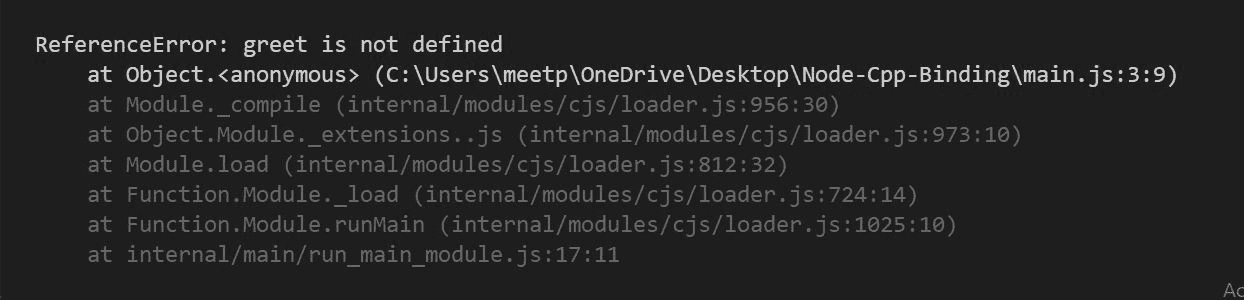 ReferenceError: greet is not defined
at Object.<anonymous> (C:\Users\meetp\OneDrive\Desktop\Node-Cpp-Binding\main.js:3:9)
at Module._compile (internal/modules/cjs/loader.js:956:30)
at Object.Module._extensions..js (internal/modules/cjs/loader.js:973:10)
at Module.load (internal/modules/cjs/loader.js:812:32)
at Function.Module._load (internal/modules/cjs/loader.js:724:14)
at Function.Module.runMain (internal/modules/cjs/loader.js:1025:10)
at internal/main/run_main_module.js:17:11